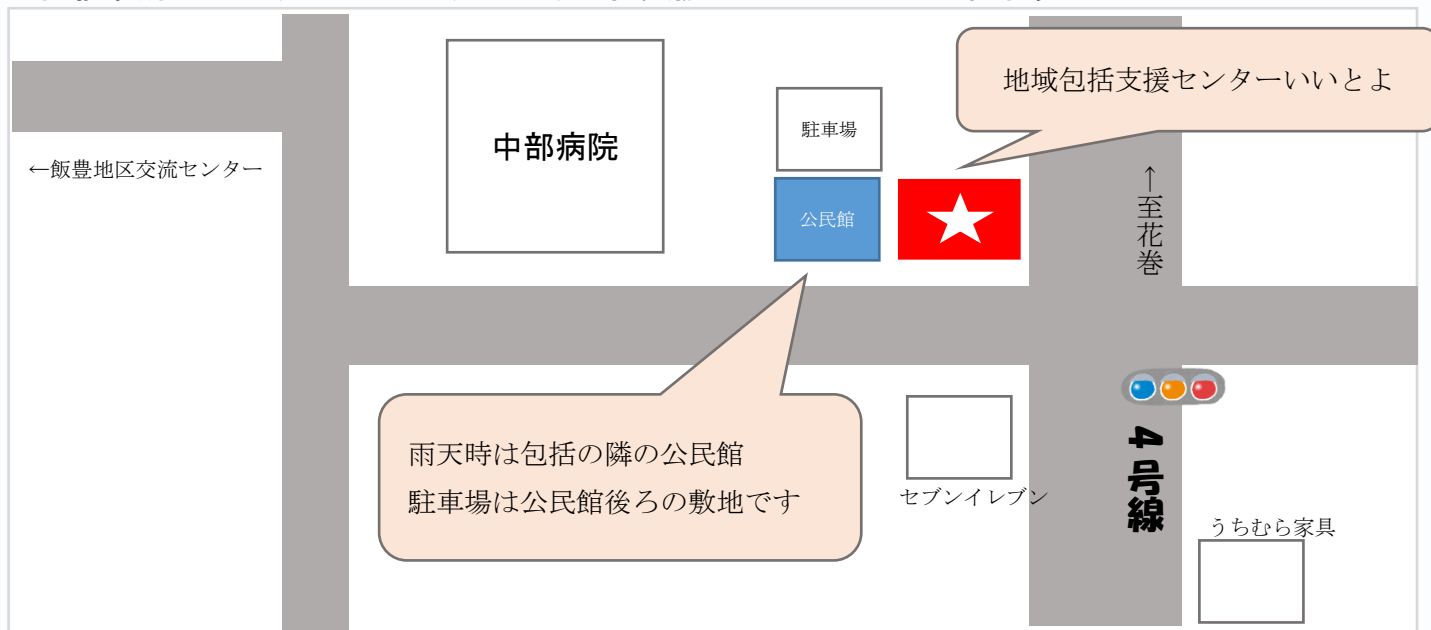 地域包括支援センターいいとよ
駐車場
中部病院
←飯豊地区交流センター
公民館
↑至花巻
雨天時は包括の隣の公民館
駐車場は公民館後ろの敷地です
セブンイレブン
4号線
うちむら家具